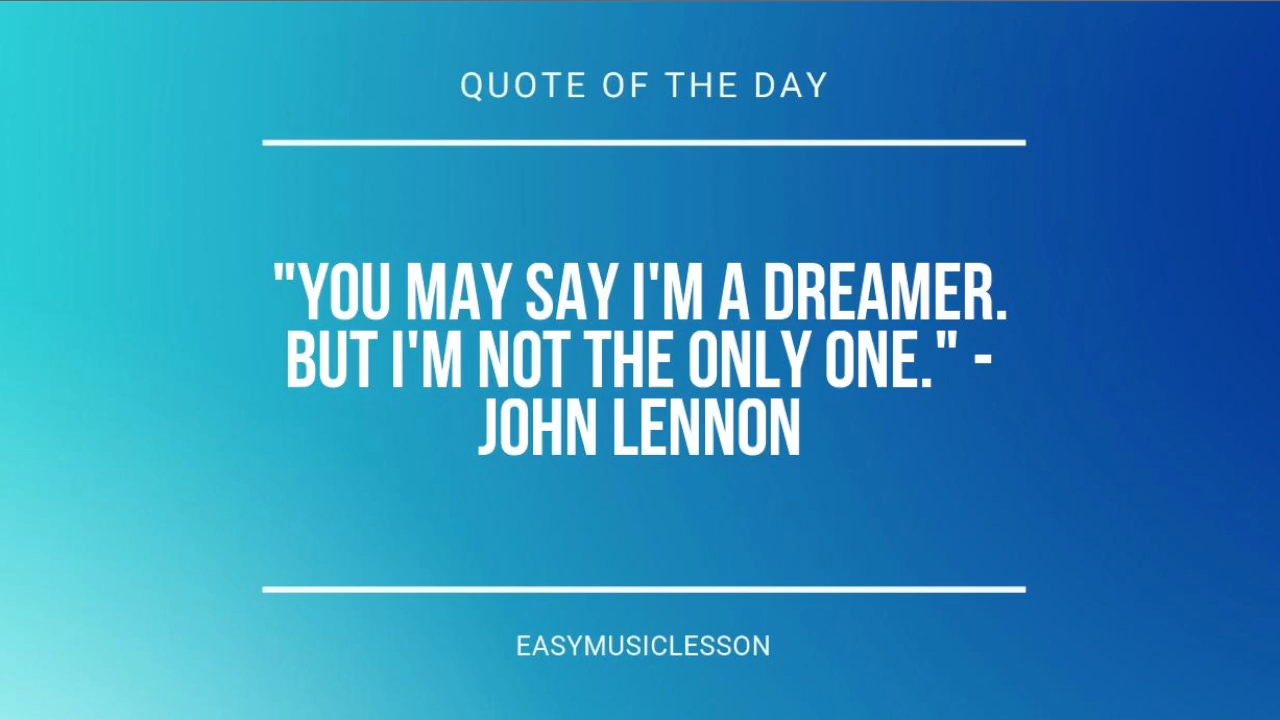 QUOTE OF THE DAY
"YOU MAY SAY I'M A DREAMER.
BUT I'M NOT THE ONLY ONE." -
JOHN LENNON
EASYMUSICLESSON